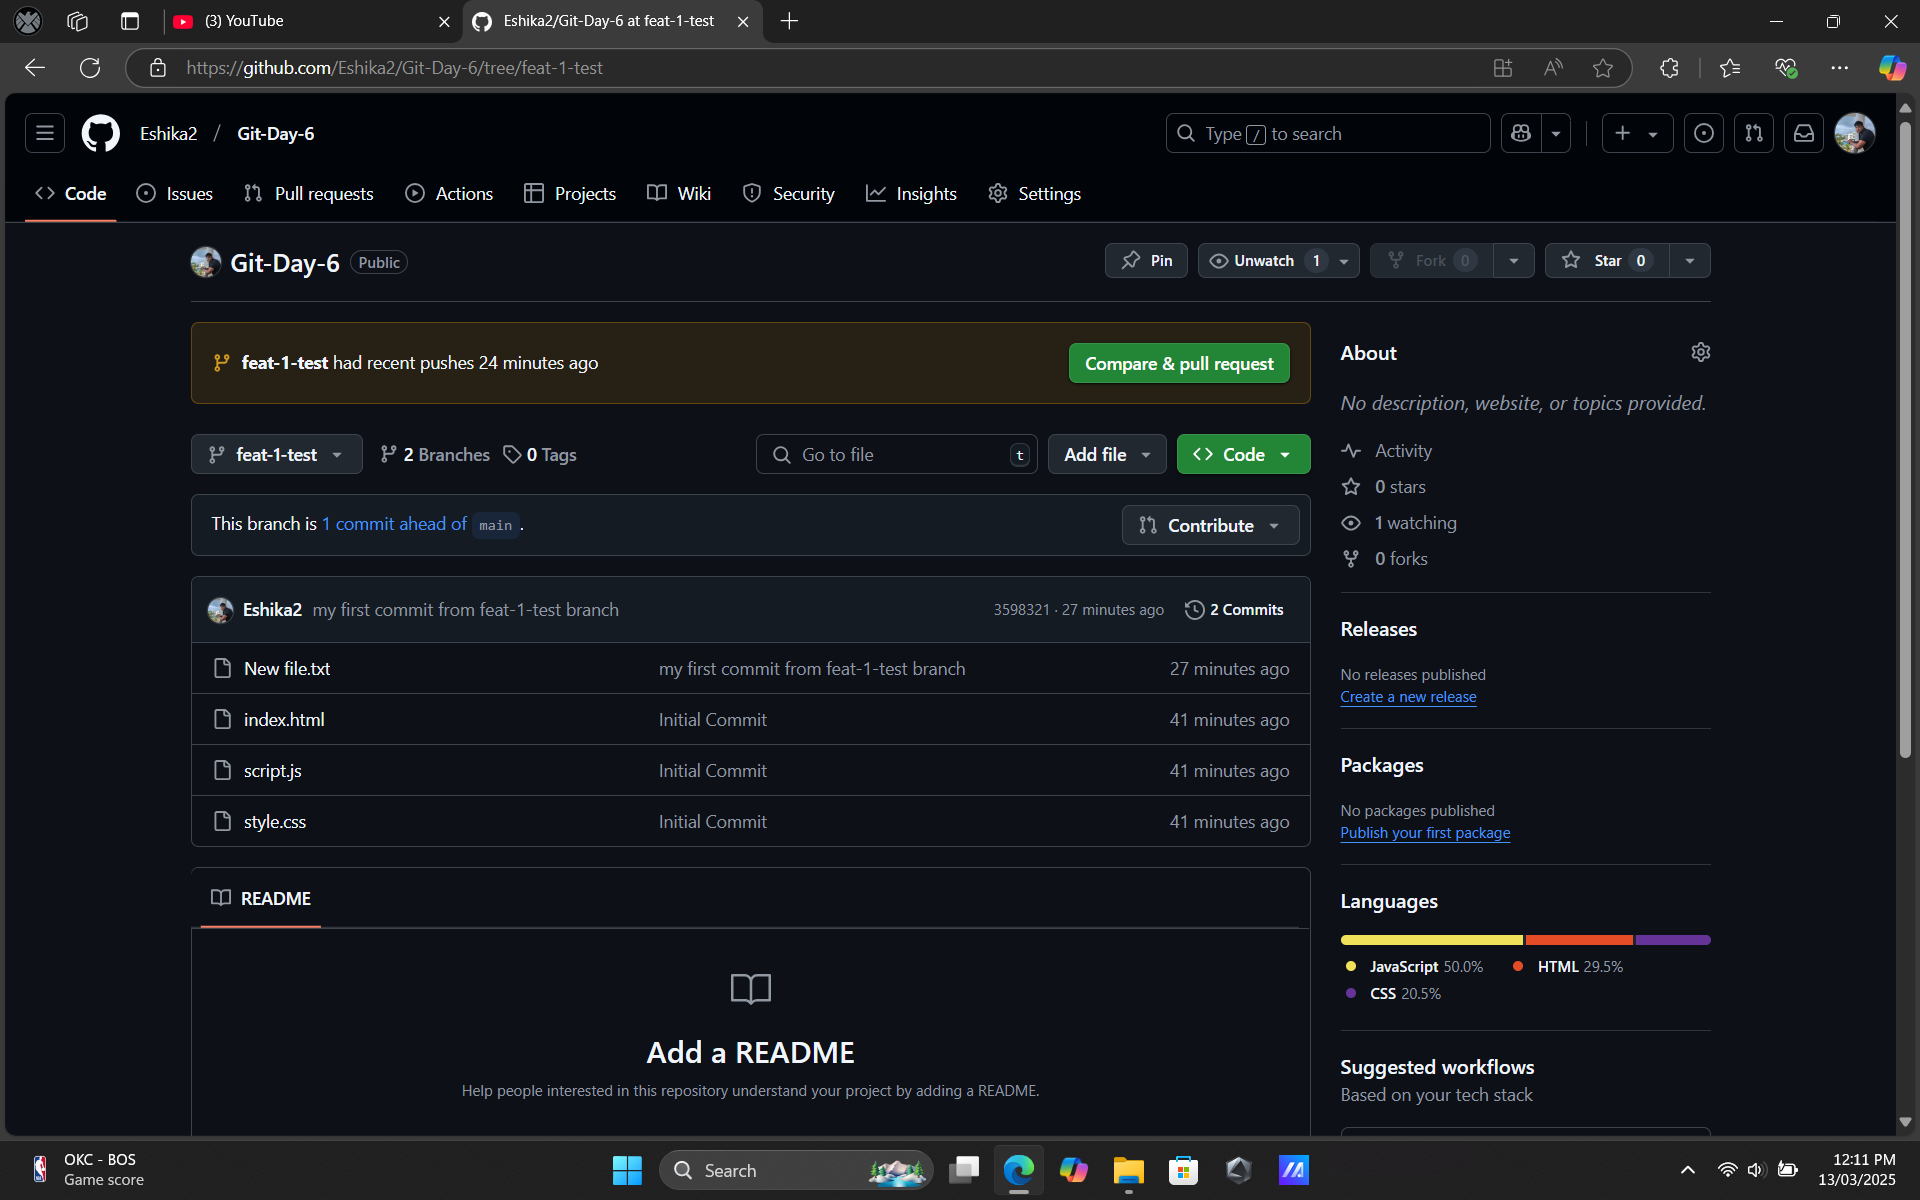 (3) YouTube
Eshika2/Git-Day-6 at feat-1-test
https://github.com/Eshika2/Git-Day-6/tree/feat-1-test
Eshika2 / Git-Day-6
Type / to search
Code Issues Pull requests Actions Projects Wiki Security Insights Settings
Git-Day-6 Public
Pin Unwatch 1 Fork 0 Star 0
feat-1-test had recent pushes 24 minutes ago
Compare & pull request
feat-1-test 2 Branches 0 Tags
Go to file t
Add file
Code
This branch is 1 commit ahead of main .
Contribute
Eshika2 my first commit from feat-1-test branch 3598321 · 27 minutes ago 2 Commits
New file.txt my first commit from feat-1-test branch 27 minutes ago
index.html Initial Commit 41 minutes ago
script.js Initial Commit 41 minutes ago
style.css Initial Commit 41 minutes ago
README
Add a README
Help people interested in this repository understand your project by adding a README.
About
No description, website, or topics provided.
Activity
0 stars
1 watching
0 forks
Releases
No releases published
Create a new release
Packages
No packages published
Publish your first package
Languages
JavaScript 50.0% HTML 29.5%
CSS 20.5%
Suggested workflows
Based on your tech stack
OKC - BOS
Game score
Search
12:11 PM
13/03/2025